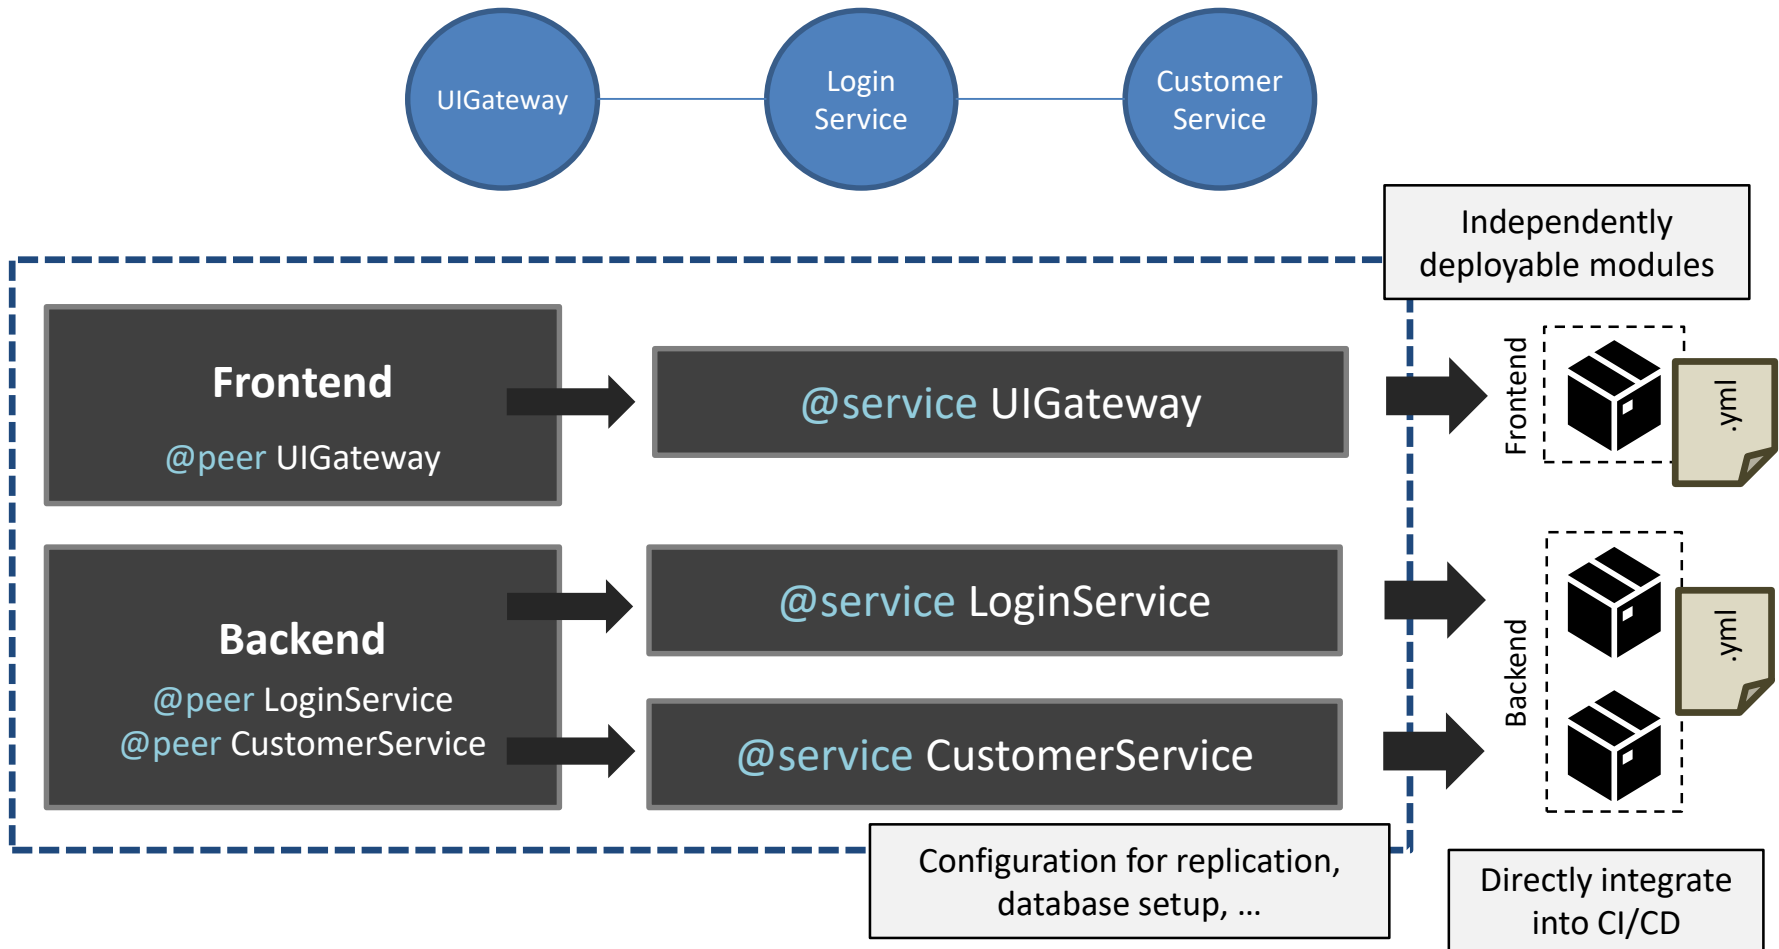 UIGateway
Login
Service
Customer
Service
Independently
deployable modules
Frontend
@peer UIGateway
@service UIGateway
Frontend
.yml
Backend
@peer LoginService
@peer CustomerService
@service LoginService
@service CustomerService
Backend
.yml
Configuration for replication,
database setup, ...
Directly integrate
into CI/CD